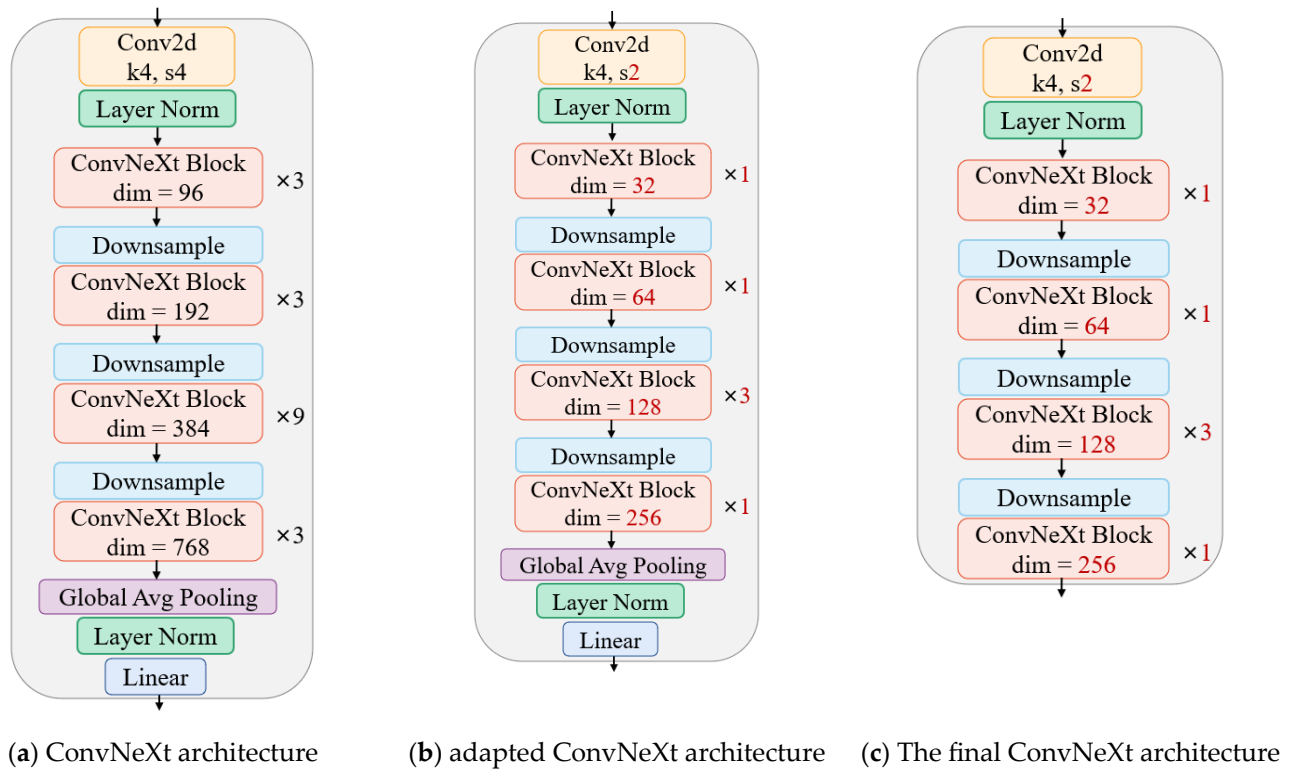 Conv2d
k4, s4
Layer Norm
ConvNeXt Block
dim = 96
×3
Downsample
ConvNeXt Block
dim = 192
×3
Downsample
ConvNeXt Block
dim = 384
×9
Downsample
ConvNeXt Block
dim = 768
×3
Global Avg Pooling
Layer Norm
Linear
(a) ConvNeXt architecture
Conv2d
k4, s2
Layer Norm
ConvNeXt Block
dim = 32
×1
Downsample
ConvNeXt Block
dim = 64
×1
Downsample
ConvNeXt Block
dim = 128
×3
Downsample
ConvNeXt Block
dim = 256
×1
Global Avg Pooling
Layer Norm
Linear
(b) adapted ConvNeXt architecture
Conv2d
k4, s2
Layer Norm
ConvNeXt Block
dim = 32
×1
Downsample
ConvNeXt Block
dim = 64
×1
Downsample
ConvNeXt Block
dim = 128
×3
Downsample
ConvNeXt Block
dim = 256
×1
(c) The final ConvNeXt architecture